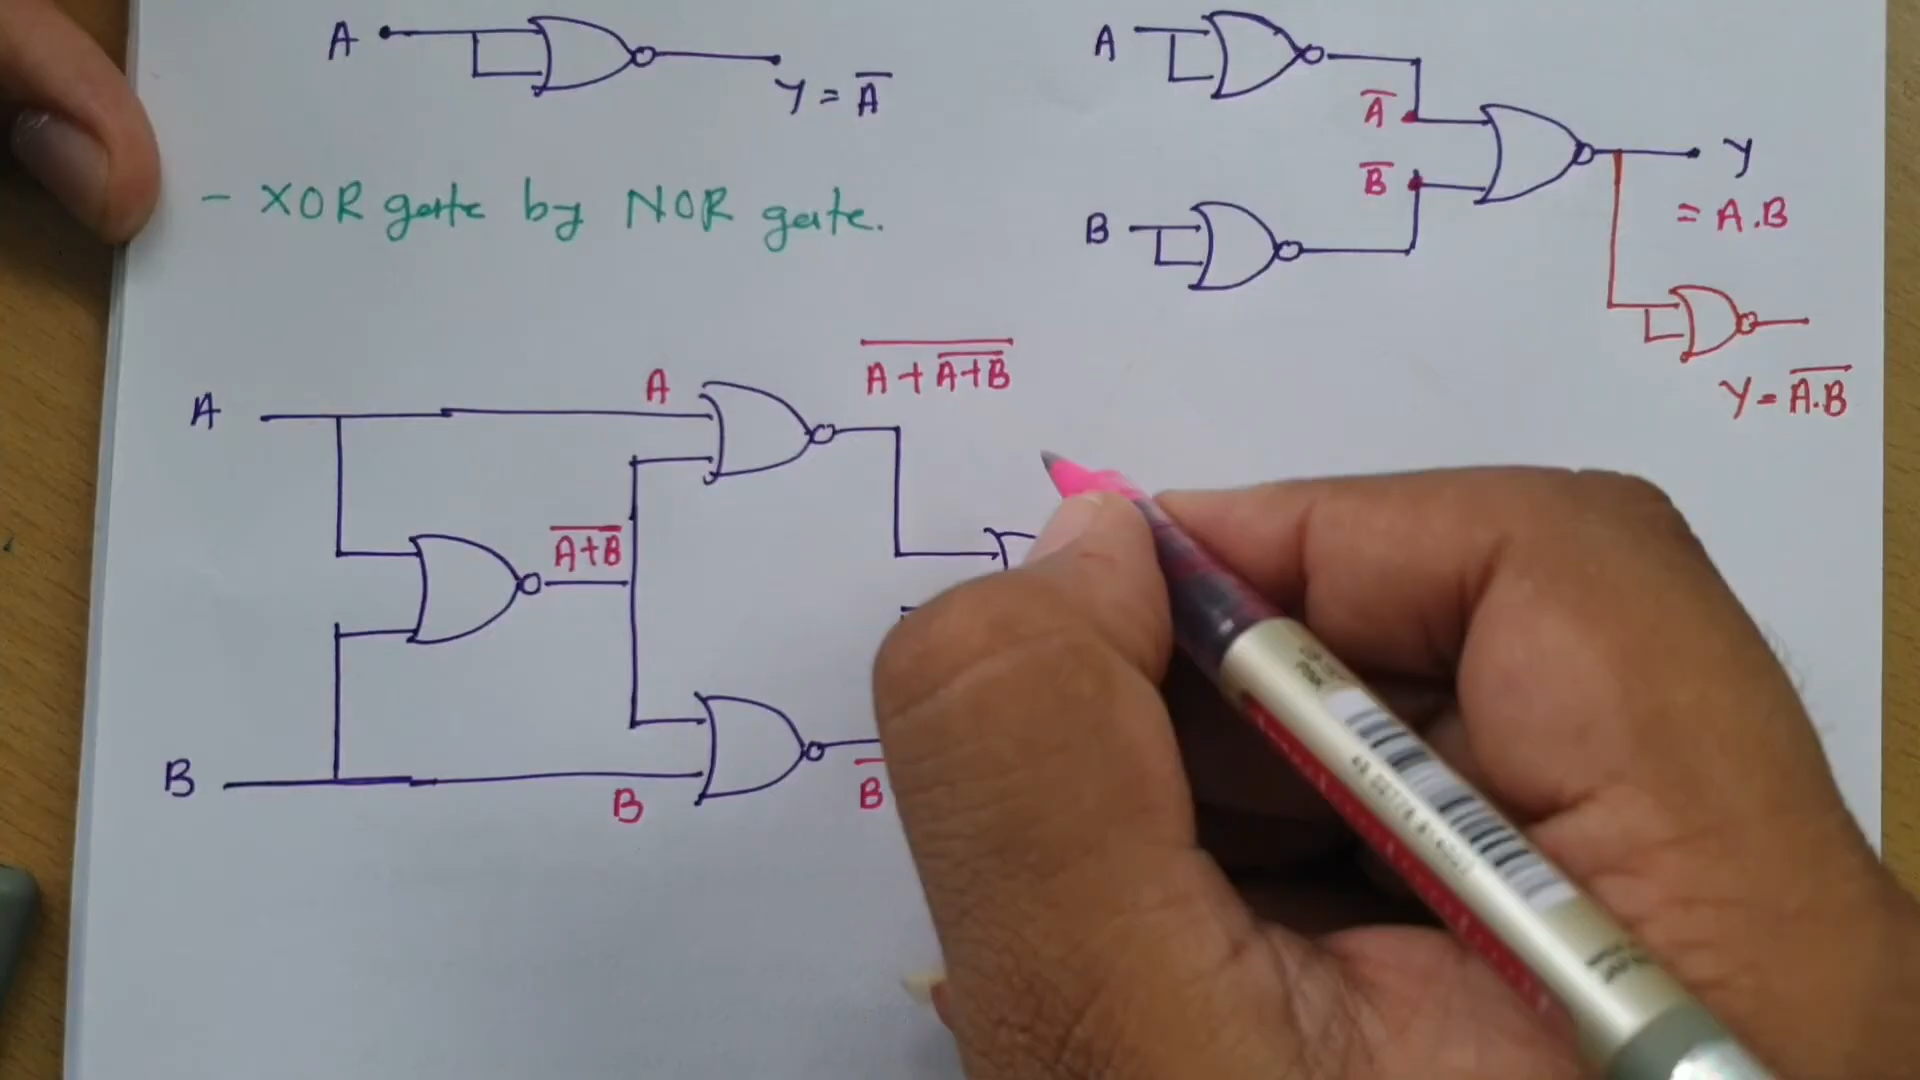 A
Y = A̅
- XOR gate by NOR gate.
A
A̅
B̅
B
Y
= A.B
Y = A̅.̅B̅
A
A
A̅ ̅+̅ ̅A̅+̅B̅
A̅+̅B̅
B
B
B̅